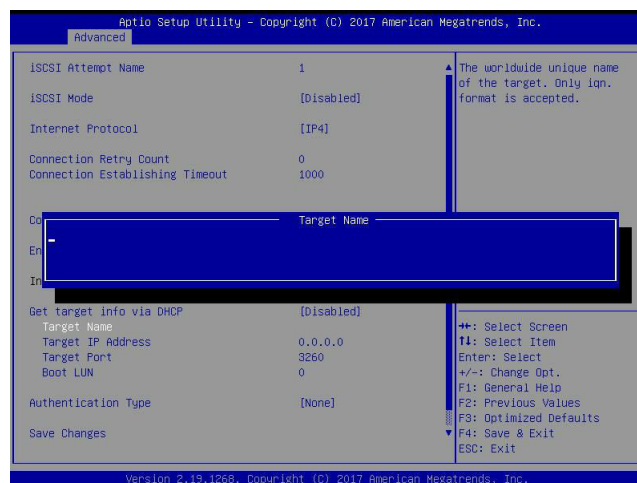 Aptio Setup Utility – Copyright (C) 2017 American Megatrends, Inc.
Advanced
iSCSI Attempt Name 1
iSCSI Mode [Disabled]
Internet Protocol [IP4]
Connection Retry Count 0
Connection Establishing Timeout 1000
Co
En
In
Target Name
Get target info via DHCP [Disabled]
Target Name
Target IP Address 0.0.0.0
Target Port 3260
Boot LUN 0
Authentication Type [None]
Save Changes
The worldwide unique name
of the target. Only iqn.
format is accepted.
→←: Select Screen
↑↓: Select Item
Enter: Select
+/-: Change Opt.
F1: General Help
F2: Previous Values
F3: Optimized Defaults
F4: Save & Exit
ESC: Exit
Version 2.19.1268. Copyright (C) 2017 American Megatrends, Inc.